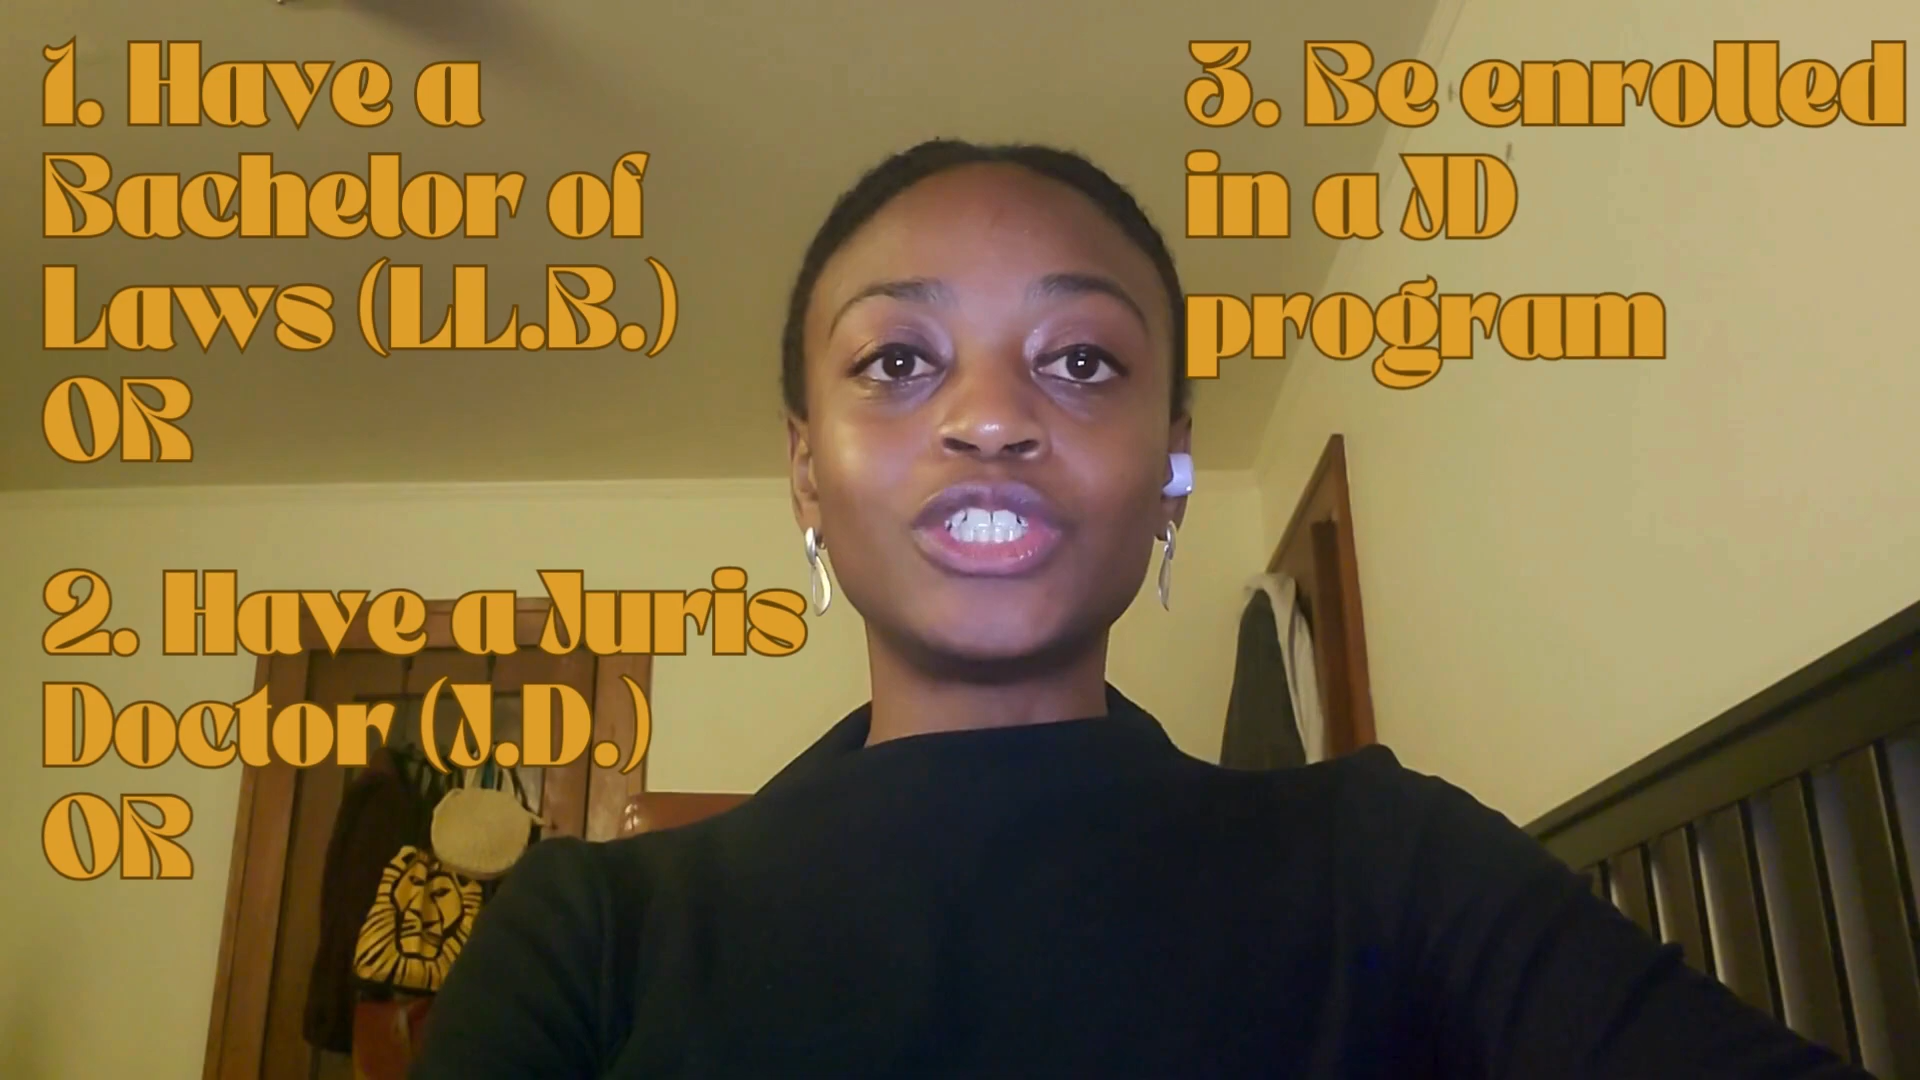 1. Have a
Bachelor of
Laws (LL.B.)
OR
2. Have a Juris
Doctor (J.D.)
OR
3. Be enrolled
in a JD
program